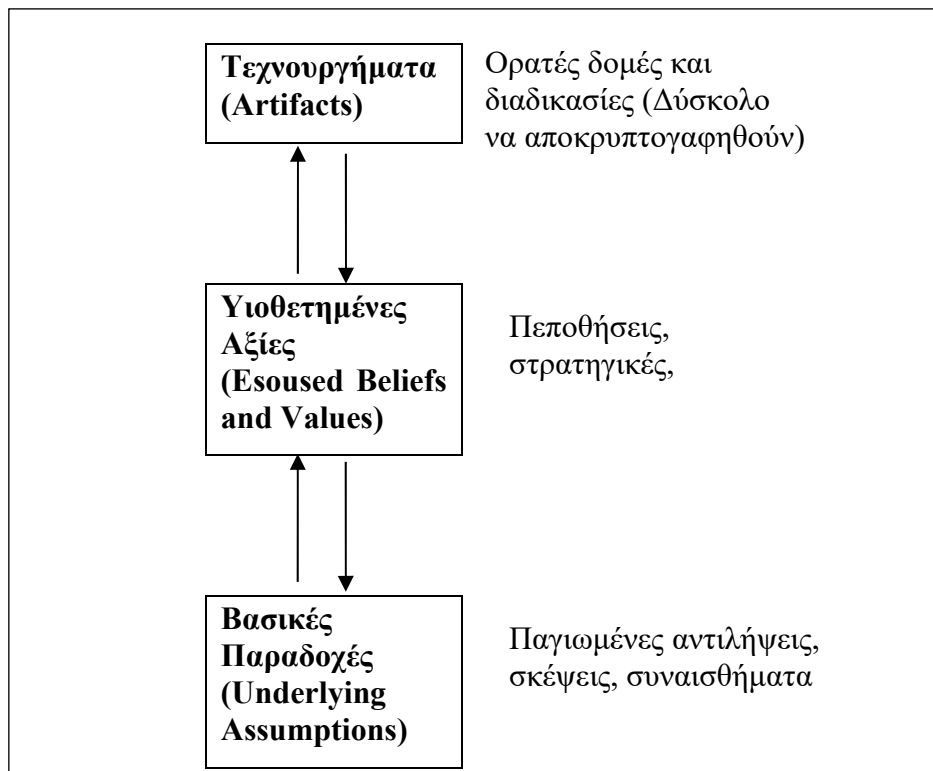 Τεχνουργήματα
(Artifacts)
Ορατές δομές και
διαδικασίες (Δύσκολο
να αποκρυπτογαφηθούν)
Υιοθετημένες
Αξίες
(Esoused Beliefs
and Values)
Πεποθήσεις,
στρατηγικές,
Βασικές
Παραδοχές
(Underlying
Assumptions)
Παγιωμένες αντιλήψεις,
σκέψεις, συναισθήματα